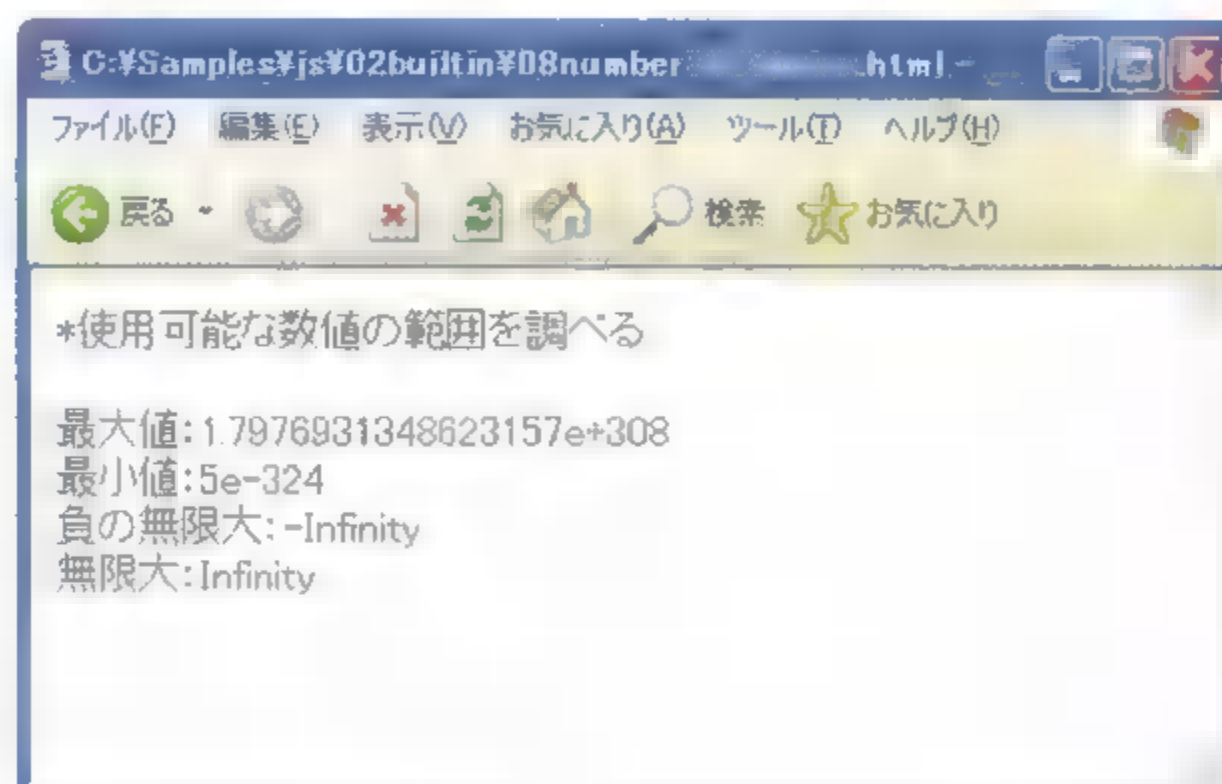 C:¥Samples¥js¥02builtin¥08number .html -
ファイル(F) 編集(E) 表示(V) お気に入り(A) ツール(T) ヘルプ(H)
戻る 検索 お気に入り
*使用可能な数値の範囲を調べる
最大値:1.7976931348623157e+308
最小値:5e-324
負の無限大:-Infinity
無限大:Infinity